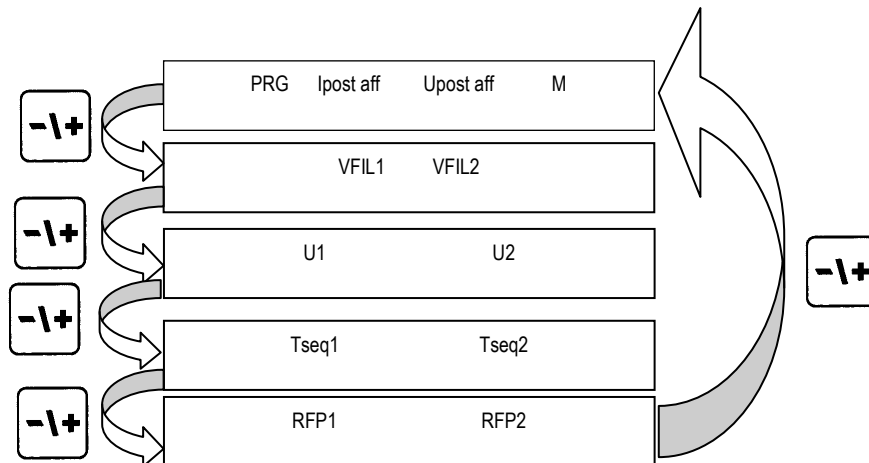 PRG Ipost aff Upost aff M
-\+
VFIL1 VFIL2
-\+
U1 U2
-\+
-\+
Tseq1 Tseq2
-\+
RFP1 RFP2